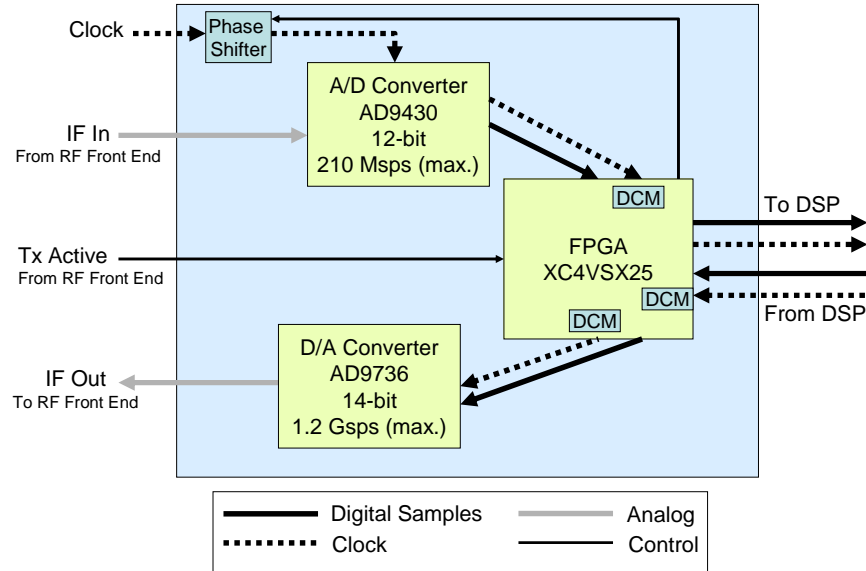 Clock
Phase
Shifter
A/D Converter
AD9430
12-bit
210 Msps (max.)
IF In
From RF Front End
DCM
To DSP
FPGA
XC4VSX25
Tx Active
From RF Front End
DCM
From DSP
DCM
D/A Converter
AD9736
14-bit
1.2 Gsps (max.)
IF Out
To RF Front End
Digital Samples
Analog
Clock
Control